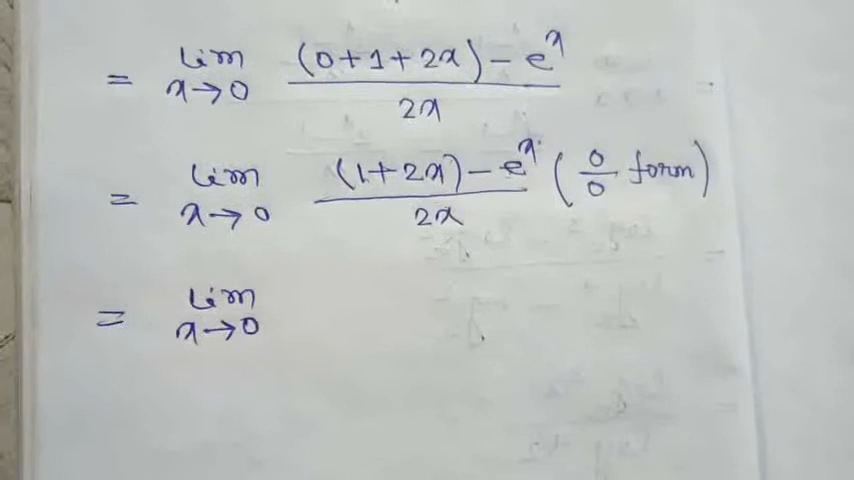 = lim x→0 (0+1+2x) - e^x / 2x
= lim x→0 (1+2x) - e^x / 2x (0/0 form)
= lim x→0